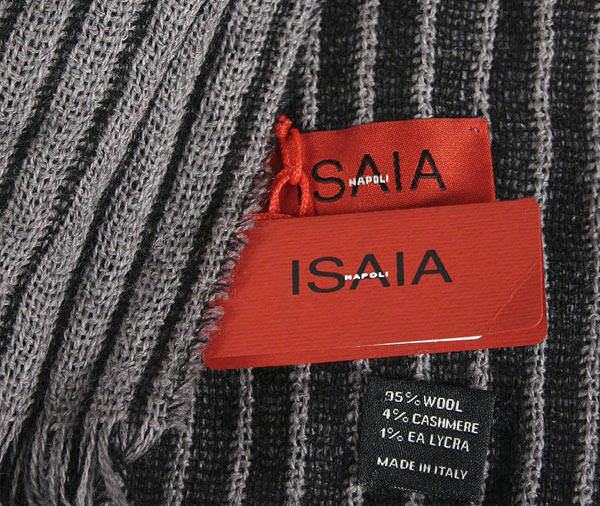 ISAIA
NAPOLI
ISAIA
NAPOLI
95% WOOL
4% CASHMERE
1% EA LYCRA
MADE IN ITALY